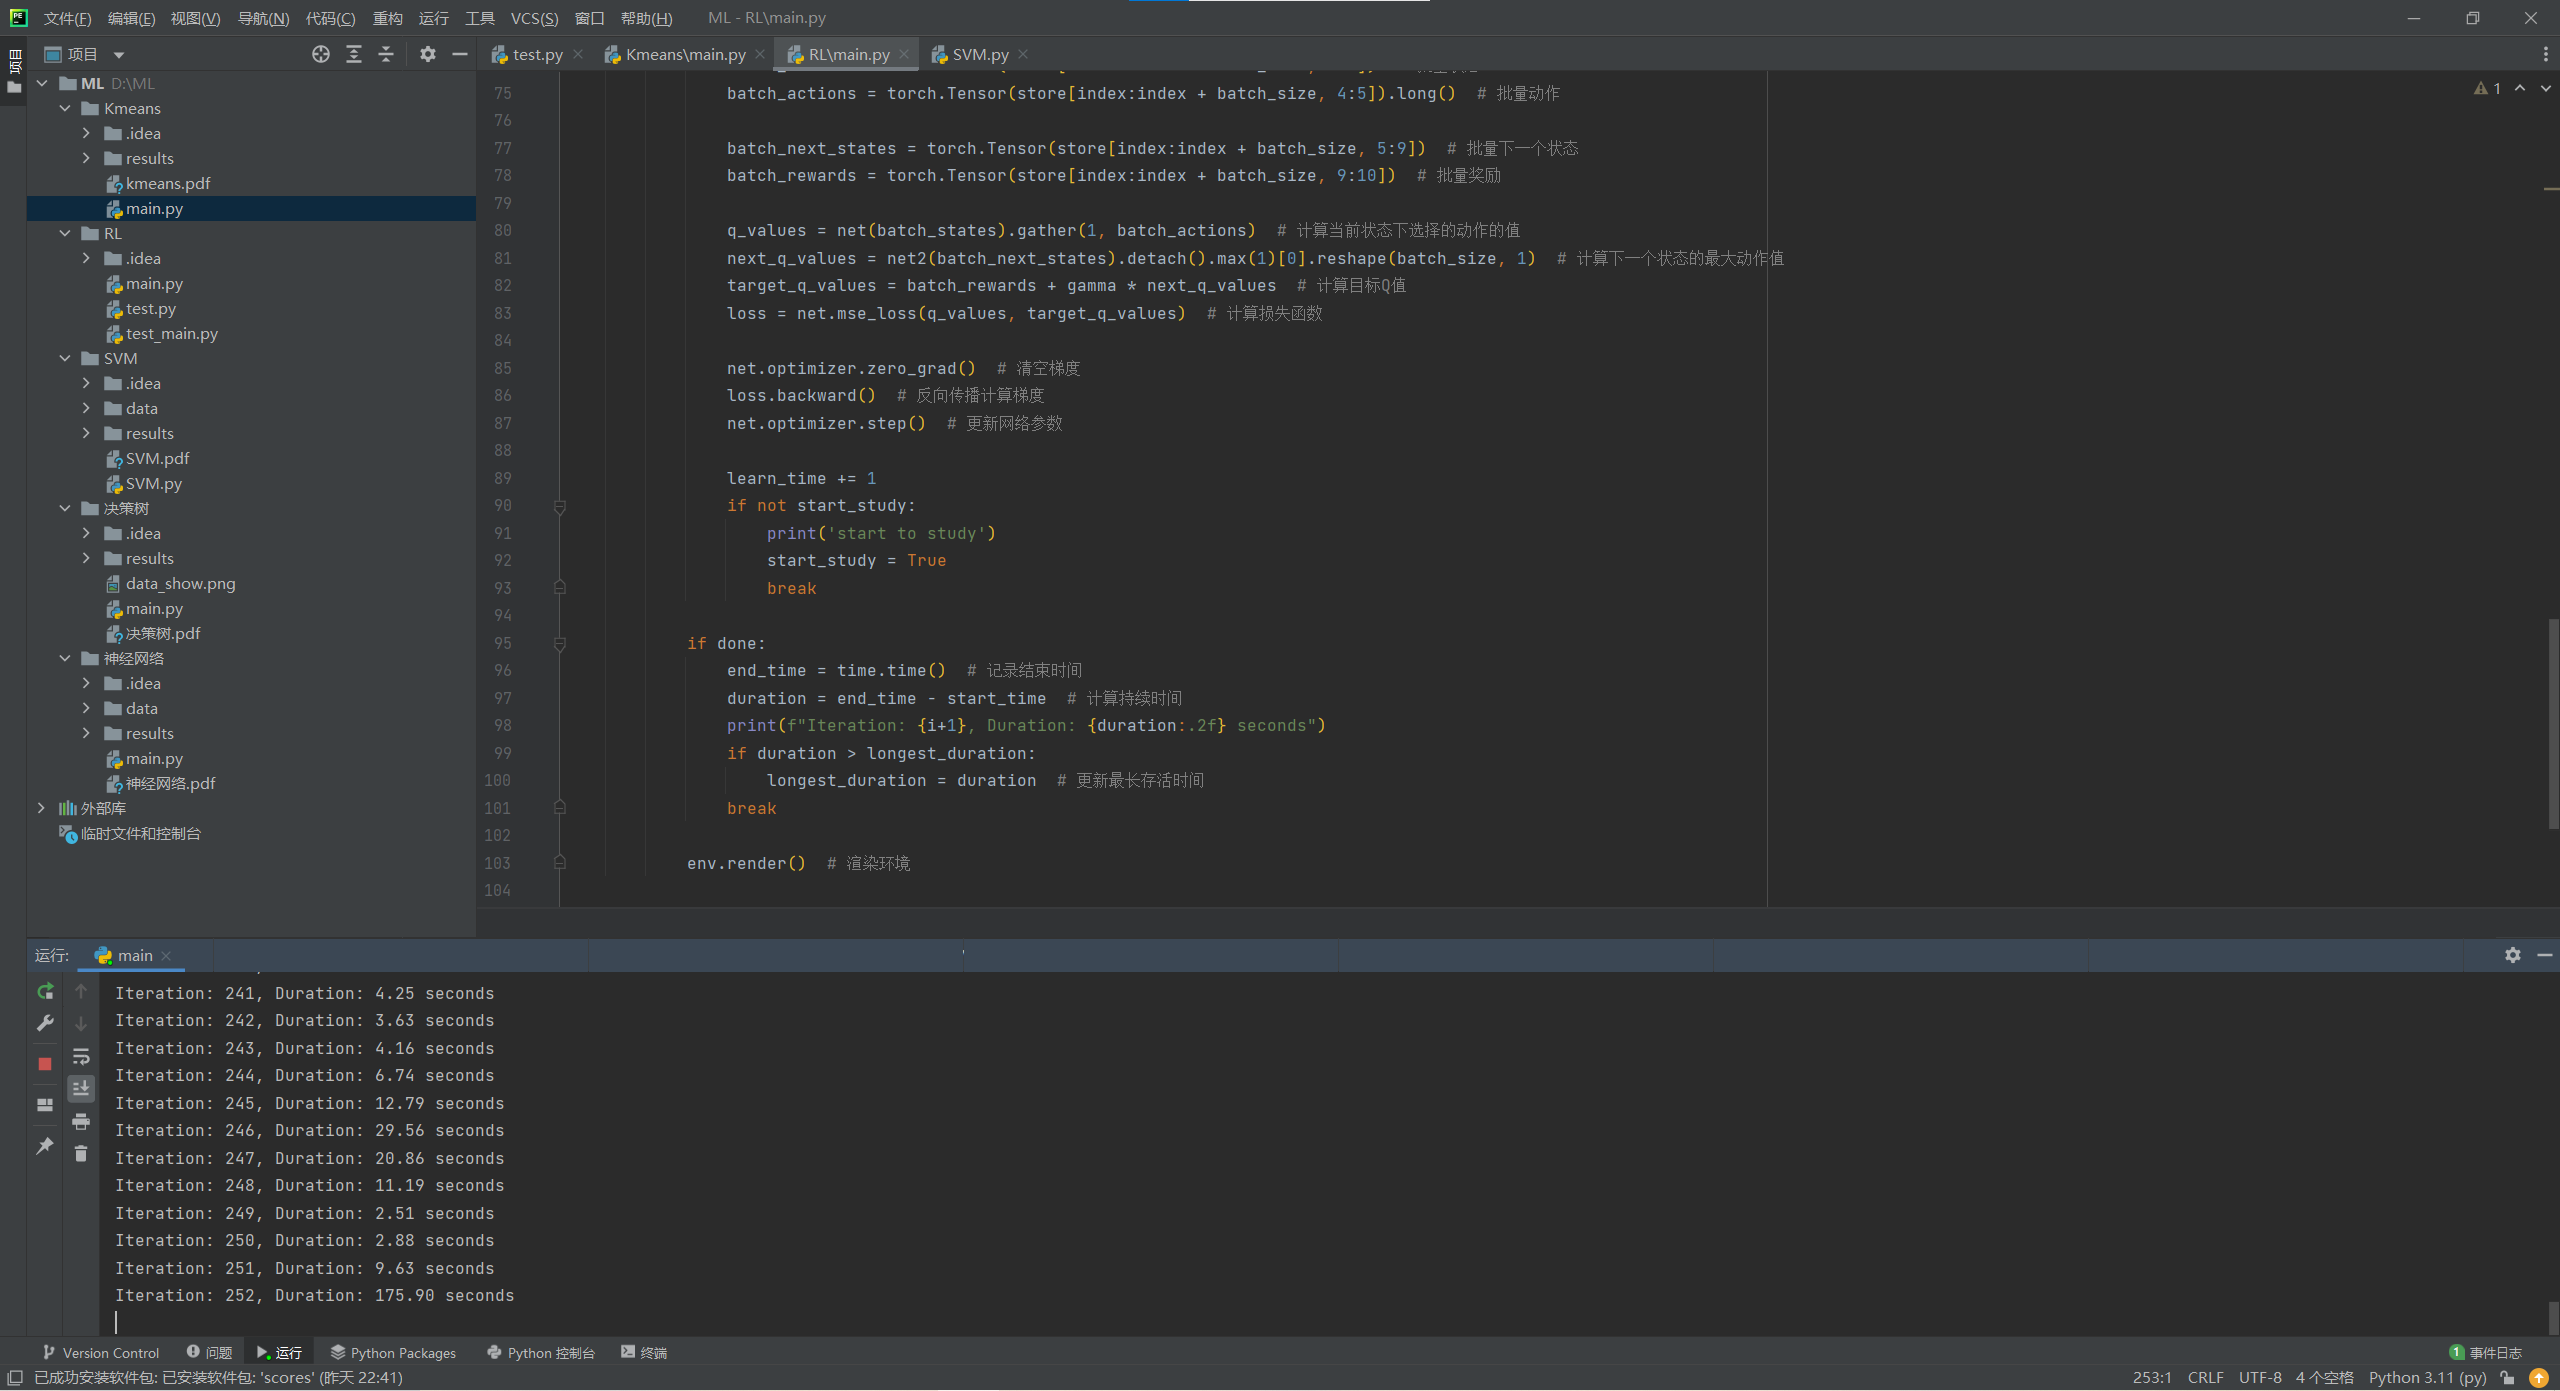 文件(F) 编辑(E) 视图(V) 导航(N) 代码(C) 重构 运行 工具 VCS(S) 窗口 帮助(H) ML - RL\main.py
项目
项目
test.py
Kmeans\main.py
RL\main.py
SVM.py
ML D:\ML
Kmeans
.idea
results
kmeans.pdf
main.py
RL
.idea
main.py
test.py
test_main.py
SVM
.idea
data
results
SVM.pdf
SVM.py
决策树
.idea
results
data_show.png
main.py
决策树.pdf
神经网络
.idea
data
results
main.py
神经网络.pdf
外部库
临时文件和控制台
1
75 batch_actions = torch.Tensor(store[index:index + batch_size, 4:5]).long()  # 批量动作
76
77 batch_next_states = torch.Tensor(store[index:index + batch_size, 5:9])  # 批量下一个状态
78 batch_rewards = torch.Tensor(store[index:index + batch_size, 9:10])  # 批量奖励
79
80 q_values = net(batch_states).gather(1, batch_actions)  # 计算当前状态下选择的动作的值
81 next_q_values = net2(batch_next_states).detach().max(1)[0].reshape(batch_size, 1)  # 计算下一个状态的最大动作值
82 target_q_values = batch_rewards + gamma * next_q_values  # 计算目标Q值
83 loss = net.mse_loss(q_values, target_q_values)  # 计算损失函数
84
85 net.optimizer.zero_grad()  # 清空梯度
86 loss.backward()  # 反向传播计算梯度
87 net.optimizer.step()  # 更新网络参数
88
89 learn_time += 1
90 if not start_study:
91 print('start to study')
92 start_study = True
93 break
94
95 if done:
96 end_time = time.time()  # 记录结束时间
97 duration = end_time - start_time  # 计算持续时间
98 print(f"Iteration: {i+1}, Duration: {duration:.2f} seconds")
99 if duration > longest_duration:
100 longest_duration = duration  # 更新最长存活时间
101 break
102
103 env.render()  # 渲染环境
104
运行: main
Iteration: 241, Duration: 4.25 seconds
Iteration: 242, Duration: 3.63 seconds
Iteration: 243, Duration: 4.16 seconds
Iteration: 244, Duration: 6.74 seconds
Iteration: 245, Duration: 12.79 seconds
Iteration: 246, Duration: 29.56 seconds
Iteration: 247, Duration: 20.86 seconds
Iteration: 248, Duration: 11.19 seconds
Iteration: 249, Duration: 2.51 seconds
Iteration: 250, Duration: 2.88 seconds
Iteration: 251, Duration: 9.63 seconds
Iteration: 252, Duration: 175.90 seconds
Version Control 问题 运行 Python Packages Python 控制台 终端 1 事件日志
已成功安装软件包: 已安装软件包: 'scores' (昨天 22:41) 253:1 CRLF UTF-8 4 个空格 Python 3.11 (py)